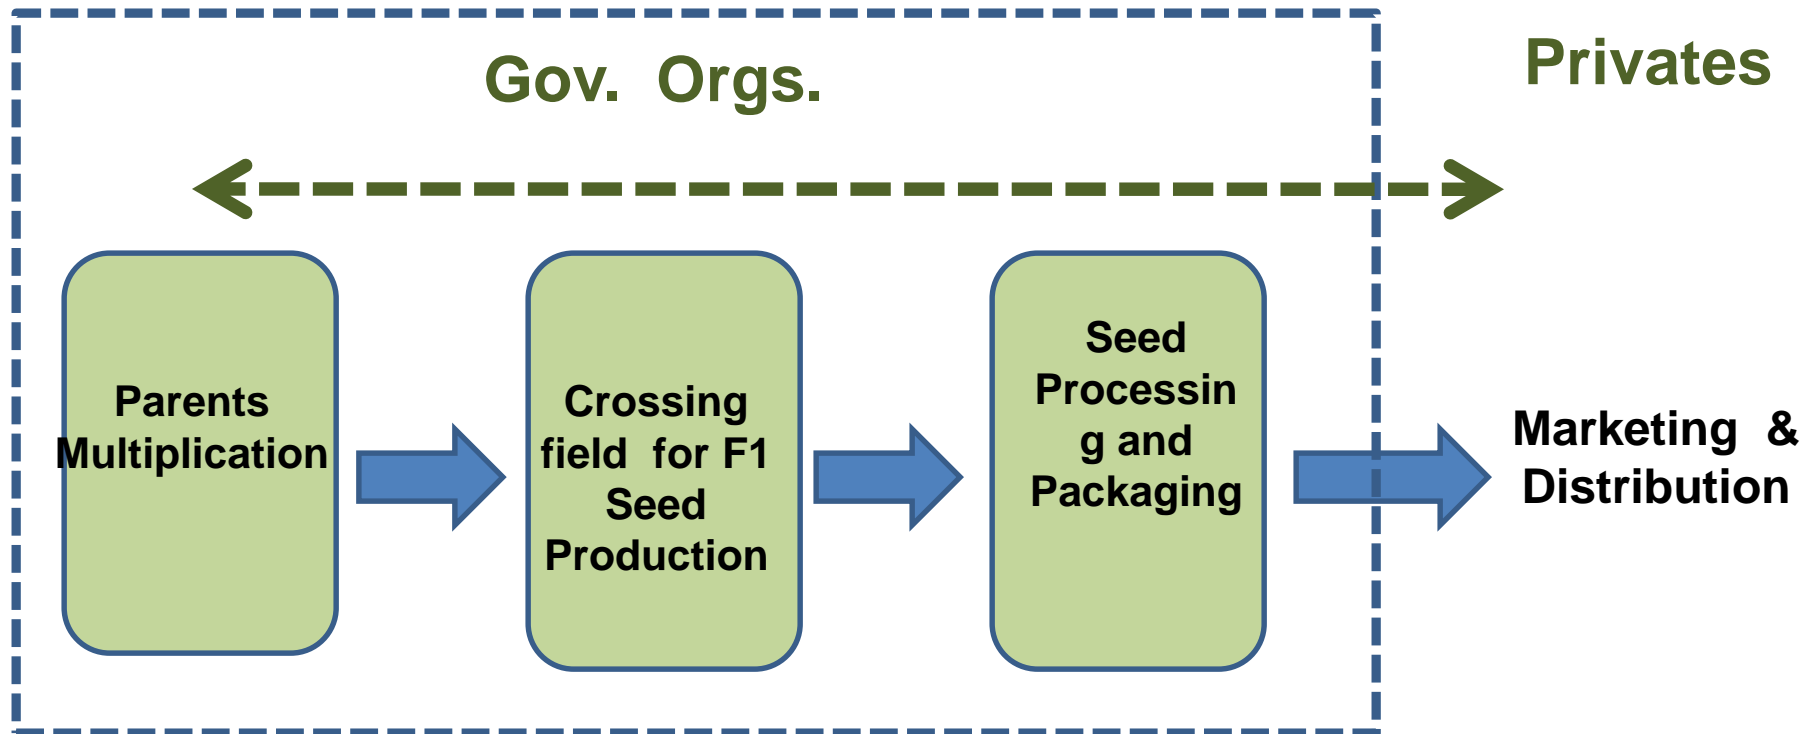 Gov. Orgs.
Privates
Parents
Multiplication
Crossing
field for F1
Seed
Production
Seed
Processin
g and
Packaging
Marketing &
Distribution